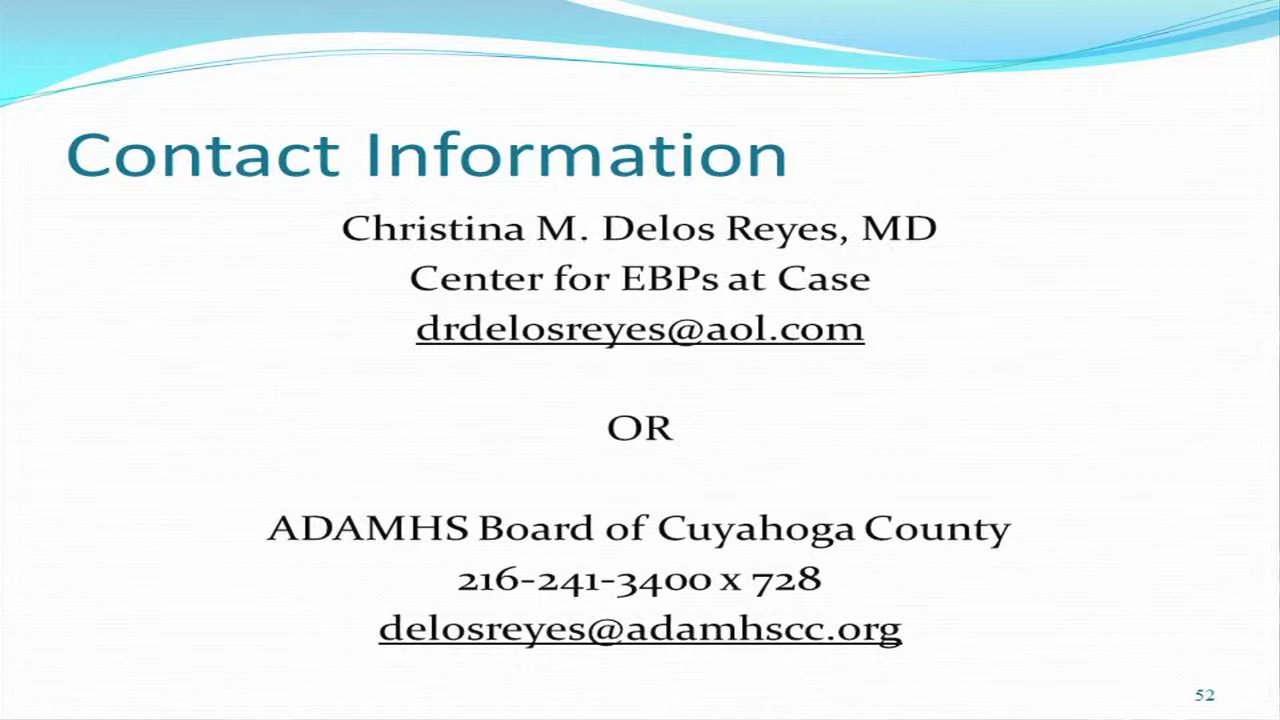 Contact Information
Christina M. Delos Reyes, MD
Center for EBPs at Case
drdelosreyes@aol.com
OR
ADAMHS Board of Cuyahoga County
216-241-3400 x 728
delosreyes@adamhscc.org
52